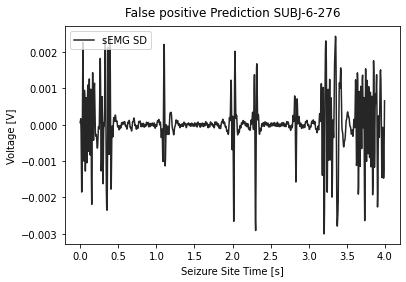 False positive Prediction SUBJ-6-276
sEMG SD
Voltage [V]
0.002
0.001
0.000
−0.001
−0.002
−0.003
0.0 0.5 1.0 1.5 2.0 2.5 3.0 3.5 4.0
Seizure Site Time [s]